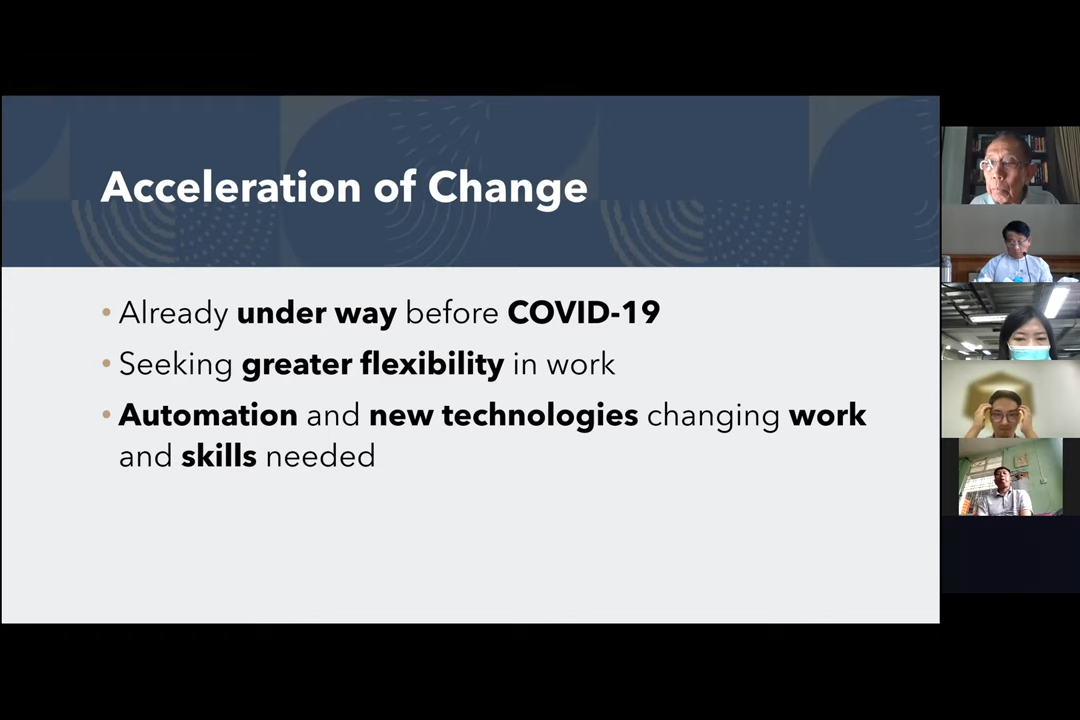 Acceleration of Change
• Already under way before COVID-19
• Seeking greater flexibility in work
• Automation and new technologies changing work
and skills needed